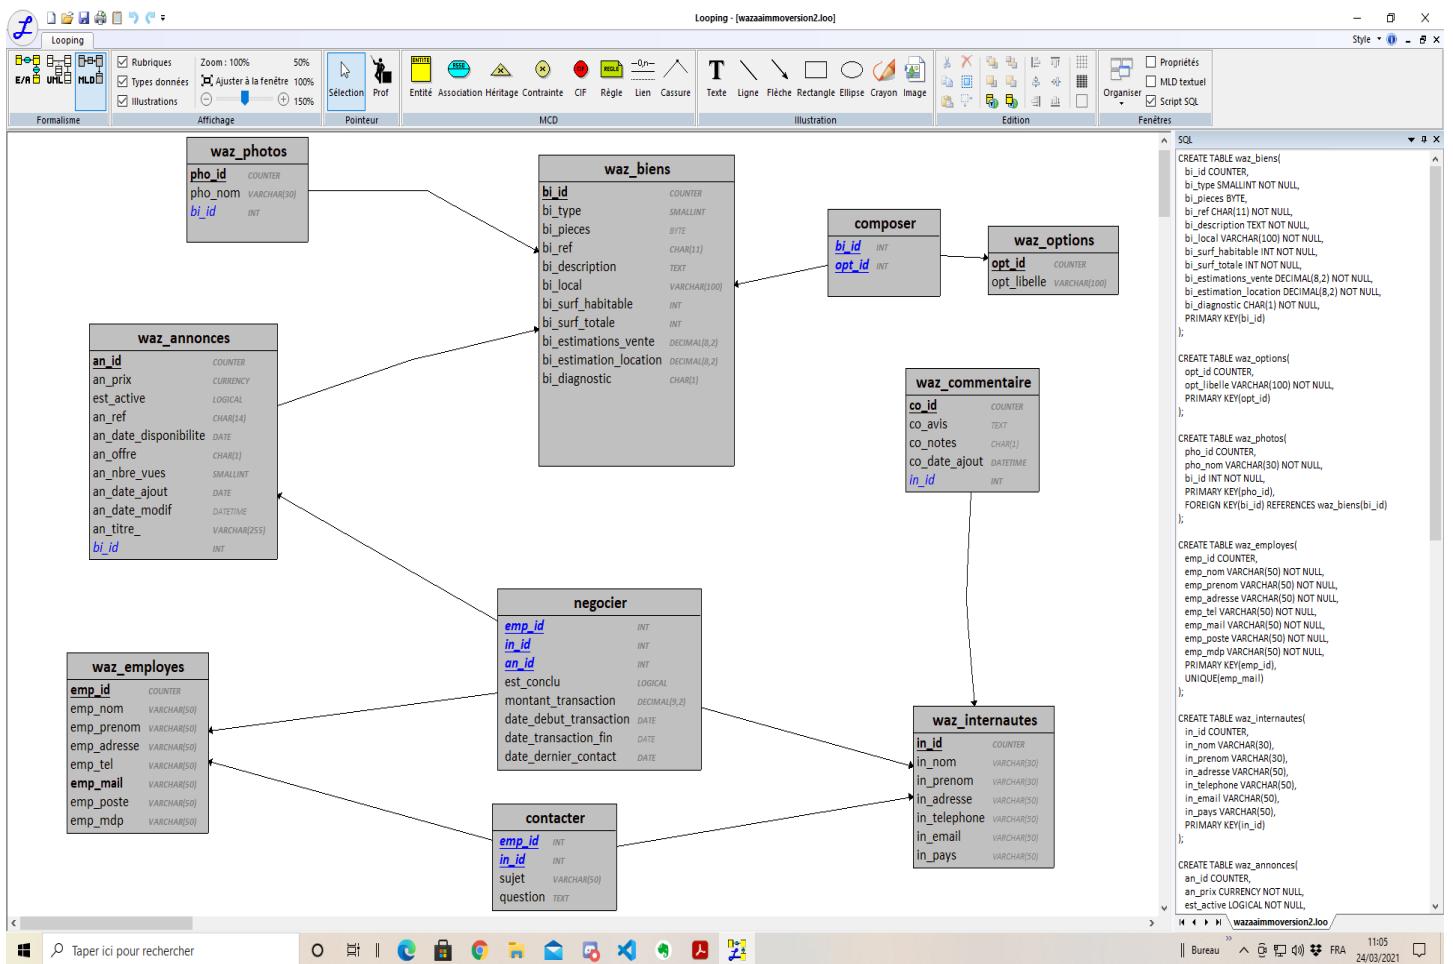 Looping - [wazaaimmoversion2.loo]
Looping
Style
E/R UML MLD
Formalisme
Rubriques
Types données
Illustrations
Zoom : 100% 50%
Ajuster à la fenêtre 100%
150%
Affichage
Sélection Prof
Pointeur
ENTITÉ
ASSO
RÈGLE
CIF
—0,n—
Entité Association Héritage Contrainte CIF Règle Lien Cassure
MCD
Texte Ligne Flèche Rectangle Ellipse Crayon Image
Illustration
Edition
Organiser
Propriétés
MLD textuel
Script SQL
Fenêtres
waz_photos
pho_id COUNTER
pho_nom VARCHAR(30)
bi_id INT
waz_biens
bi_id COUNTER
bi_type SMALLINT
bi_pieces BYTE
bi_ref CHAR(11)
bi_description TEXT
bi_local VARCHAR(100)
bi_surf_habitable INT
bi_surf_totale INT
bi_estimations_vente DECIMAL(8,2)
bi_estimation_location DECIMAL(8,2)
bi_diagnostic CHAR(1)
composer
bi_id INT
opt_id INT
waz_options
opt_id COUNTER
opt_libelle VARCHAR(100)
waz_annonces
an_id COUNTER
an_prix CURRENCY
est_active LOGICAL
an_ref CHAR(14)
an_date_disponibilite DATE
an_offre CHAR(1)
an_nbre_vues SMALLINT
an_date_ajout DATE
an_date_modif DATETIME
an_titre_ VARCHAR(255)
bi_id INT
waz_commentaire
co_id COUNTER
co_avis TEXT
co_notes CHAR(1)
co_date_ajout DATETIME
in_id INT
negocier
emp_id INT
in_id INT
an_id INT
est_conclu LOGICAL
montant_transaction DECIMAL(9,2)
date_debut_transaction DATE
date_transaction_fin DATE
date_dernier_contact DATE
waz_employes
emp_id COUNTER
emp_nom VARCHAR(50)
emp_prenom VARCHAR(50)
emp_adresse VARCHAR(50)
emp_tel VARCHAR(50)
emp_mail VARCHAR(50)
emp_poste VARCHAR(50)
emp_mdp VARCHAR(50)
waz_internautes
in_id COUNTER
in_nom VARCHAR(30)
in_prenom VARCHAR(30)
in_adresse VARCHAR(50)
in_telephone VARCHAR(50)
in_email VARCHAR(50)
in_pays VARCHAR(50)
contacter
emp_id INT
in_id INT
sujet VARCHAR(50)
question TEXT
SQL
CREATE TABLE waz_biens(
bi_id COUNTER,
bi_type SMALLINT NOT NULL,
bi_pieces BYTE,
bi_ref CHAR(11) NOT NULL,
bi_description TEXT NOT NULL,
bi_local VARCHAR(100) NOT NULL,
bi_surf_habitable INT NOT NULL,
bi_surf_totale INT NOT NULL,
bi_estimations_vente DECIMAL(8,2) NOT NULL,
bi_estimation_location DECIMAL(8,2) NOT NULL,
bi_diagnostic CHAR(1) NOT NULL,
PRIMARY KEY(bi_id)
);
CREATE TABLE waz_options(
opt_id COUNTER,
opt_libelle VARCHAR(100) NOT NULL,
PRIMARY KEY(opt_id)
);
CREATE TABLE waz_photos(
pho_id COUNTER,
pho_nom VARCHAR(30) NOT NULL,
bi_id INT NOT NULL,
PRIMARY KEY(pho_id),
FOREIGN KEY(bi_id) REFERENCES waz_biens(bi_id)
);
CREATE TABLE waz_employes(
emp_id COUNTER,
emp_nom VARCHAR(50) NOT NULL,
emp_prenom VARCHAR(50) NOT NULL,
emp_adresse VARCHAR(50) NOT NULL,
emp_tel VARCHAR(50) NOT NULL,
emp_mail VARCHAR(50) NOT NULL,
emp_poste VARCHAR(50) NOT NULL,
emp_mdp VARCHAR(50) NOT NULL,
PRIMARY KEY(emp_id),
UNIQUE(emp_mail)
);
CREATE TABLE waz_internautes(
in_id COUNTER,
in_nom VARCHAR(30),
in_prenom VARCHAR(30),
in_adresse VARCHAR(50),
in_telephone VARCHAR(50),
in_email VARCHAR(50),
in_pays VARCHAR(50),
PRIMARY KEY(in_id)
);
CREATE TABLE waz_annonces(
an_id COUNTER,
an_prix CURRENCY NOT NULL,
est_active LOGICAL NOT NULL,
wazaaimmoversion2.loo
Taper ici pour rechercher
Bureau
FRA
11:05
24/03/2021